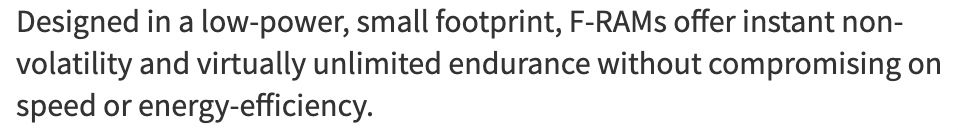 Designed in a low-power, small footprint, F-RAMs offer instant non-
volatility and virtually unlimited endurance without compromising on
speed or energy-efficiency.